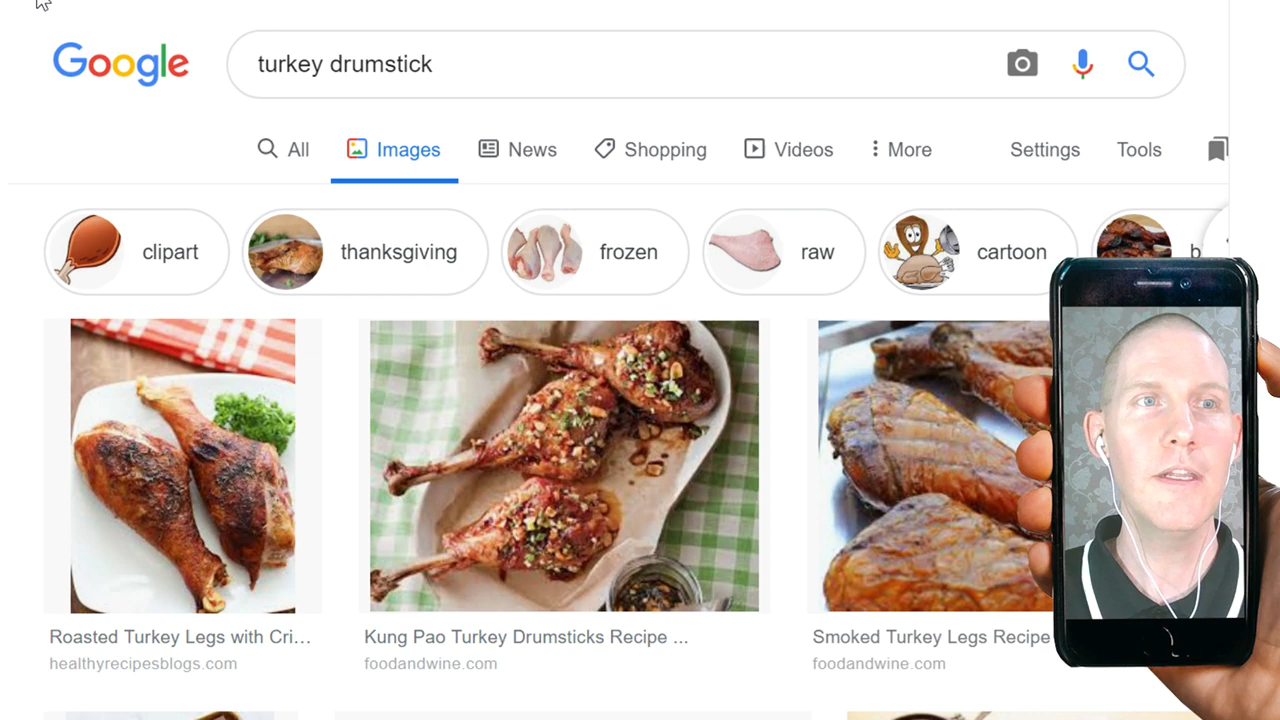 Google
turkey drumstick
All Images News Shopping Videos More Settings Tools
clipart thanksgiving frozen raw cartoon b
Roasted Turkey Legs with Cri... Kung Pao Turkey Drumsticks Recipe ... Smoked Turkey Legs Recipe
healthyrecipesblogs.com foodandwine.com foodandwine.com